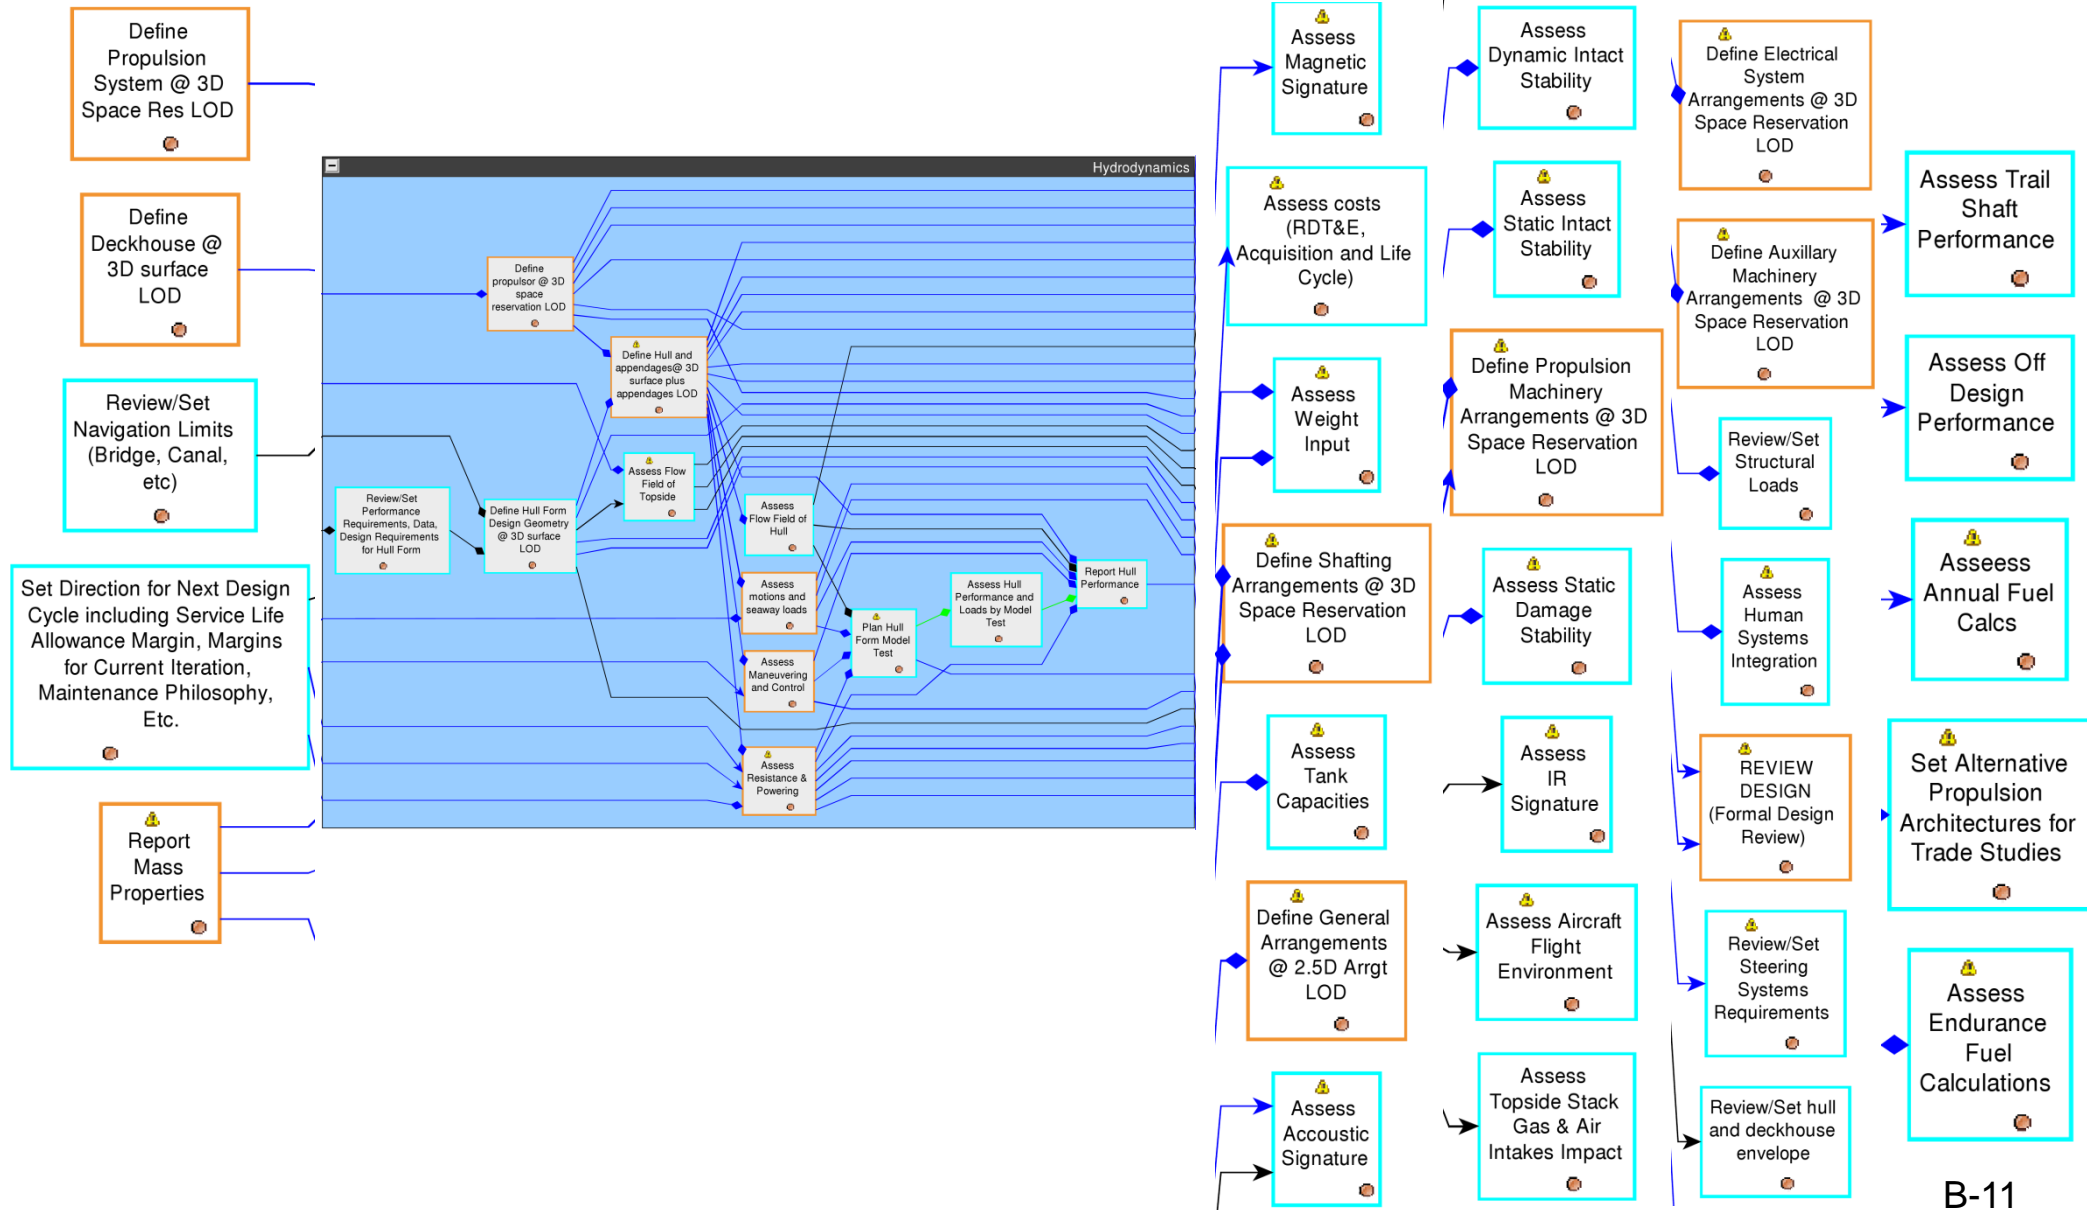 Define
Propulsion
System @ 3D
Space Res LOD
Define
Deckhouse @
3D surface
LOD
Review/Set
Navigation Limits
(Bridge, Canal,
etc)
Set Direction for Next Design
Cycle including Service Life
Allowance Margin, Margins
for Current Iteration,
Maintenance Philosophy,
Etc.
Report
Mass
Properties
Hydrodynamics
Define
propulsor @ 3D
space
reservation LOD
Define Hull and
appendages@ 3D
surface plus
appendages LOD
Assess Flow
Field of
Topside
Review/Set
Performance
Requirements, Data,
Design Requirements
for Hull Form
Define Hull Form
Design Geometry
@ 3D surface
LOD
Assess
Flow Field of
Hull
Assess
motions and
seaway loads
Assess
Maneuvering
and Control
Assess
Resistance &
Powering
Plan Hull
Form Model
Test
Assess Hull
Performance and
Loads by Model
Test
Report Hull
Performance
Assess
Magnetic
Signature
Assess costs
(RDT&E,
Acquisition and Life
Cycle)
Assess
Weight
Input
Define Shafting
Arrangements @ 3D
Space Reservation
LOD
Assess
Tank
Capacities
Define General
Arrangements
@ 2.5D Arrgt
LOD
Assess
Accoustic
Signature
Assess
Dynamic Intact
Stability
Assess
Static Intact
Stability
Define Propulsion
Machinery
Arrangements @ 3D
Space Reservation
LOD
Assess Static
Damage
Stability
Assess
IR
Signature
Assess Aircraft
Flight
Environment
Assess
Topside Stack
Gas & Air
Intakes Impact
Define Electrical
System
Arrangements @ 3D
Space Reservation
LOD
Define Auxillary
Machinery
Arrangements @ 3D
Space Reservation
LOD
Review/Set
Structural
Loads
Assess
Human
Systems
Integration
REVIEW
DESIGN
(Formal Design
Review)
Review/Set
Steering
Systems
Requirements
Review/Set hull
and deckhouse
envelope
Assess Trail
Shaft
Performance
Assess Off
Design
Performance
Asseess
Annual Fuel
Calcs
Set Alternative
Propulsion
Architectures for
Trade Studies
Assess
Endurance
Fuel
Calculations
B-11